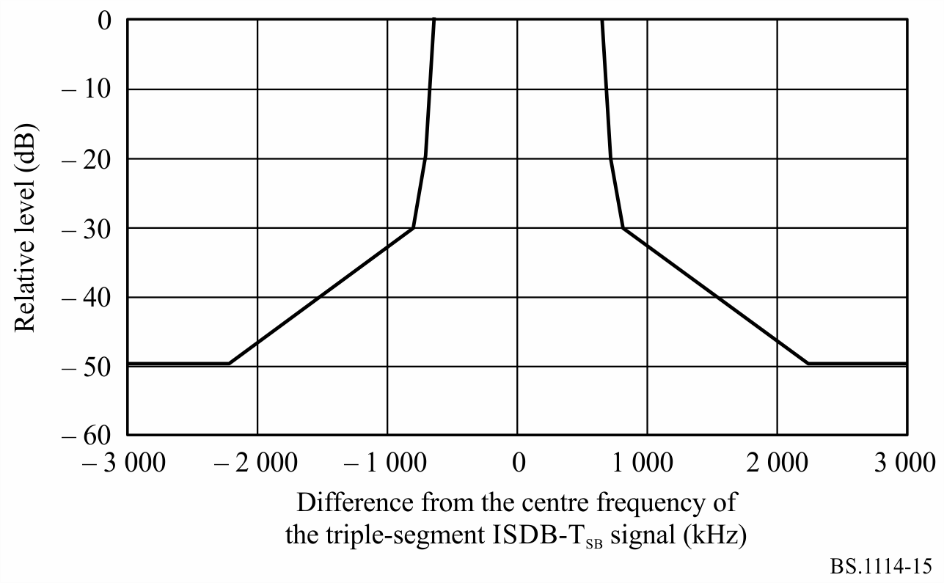 0
– 10
– 20
– 30
– 40
– 50
– 60
Relative level (dB)
– 3 000 – 2 000 – 1 000 0 1 000 2 000 3 000
Difference from the centre frequency of
the triple-segment ISDB-TSB signal (kHz)
BS.1114-15